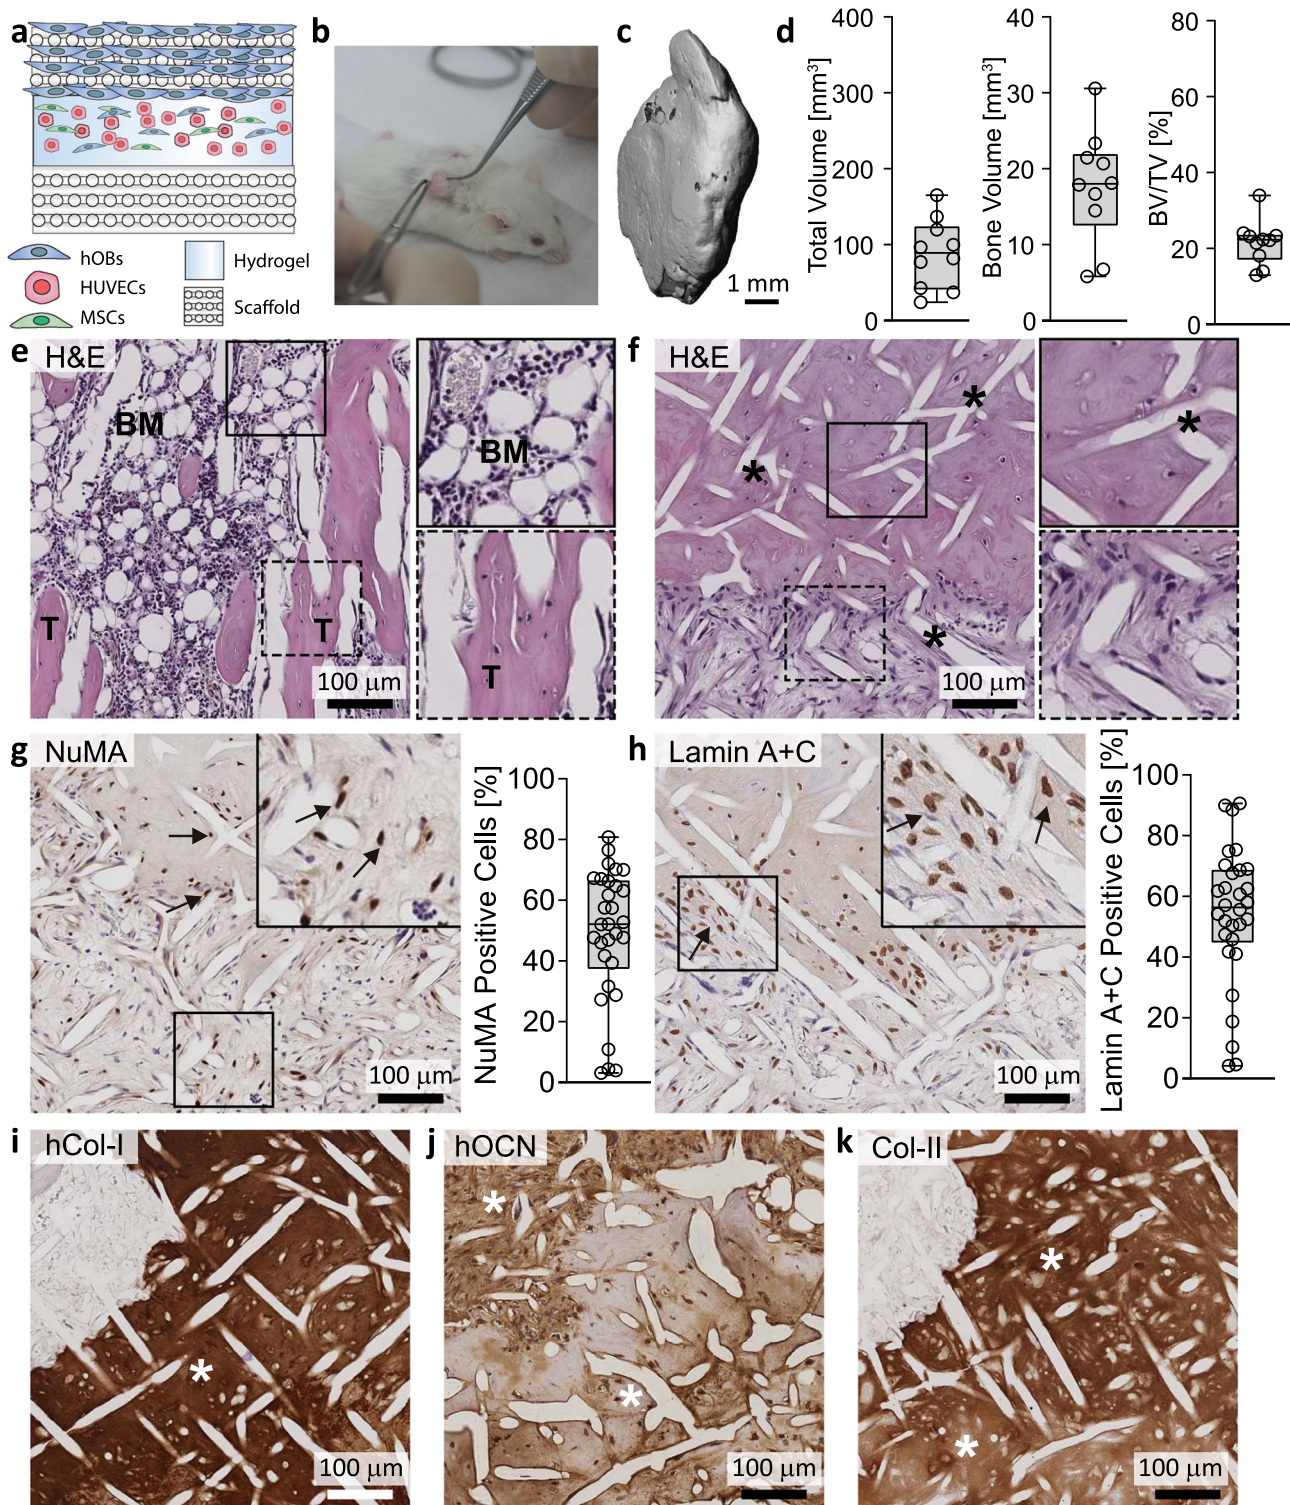 a
hOBs
HUVECs
MSCs
Hydrogel
Scaffold
b
c
1 mm
d
Total Volume [mm³]
400
300
200
100
0
Bone Volume [mm³]
40
30
20
10
0
BV/TV [%]
80
60
40
20
0
e
H&E
BM
T
T
100 µm
BM
T
f
H&E
*
*
*
100 µm
*
g
NuMA
100 µm
NuMA Positive Cells [%]
100
80
60
40
20
0
h
Lamin A+C
100 µm
Lamin A+C Positive Cells [%]
100
80
60
40
20
0
i
hCol-I
*
100 µm
j
hOCN
*
*
100 µm
k
Col-II
*
*
100 µm